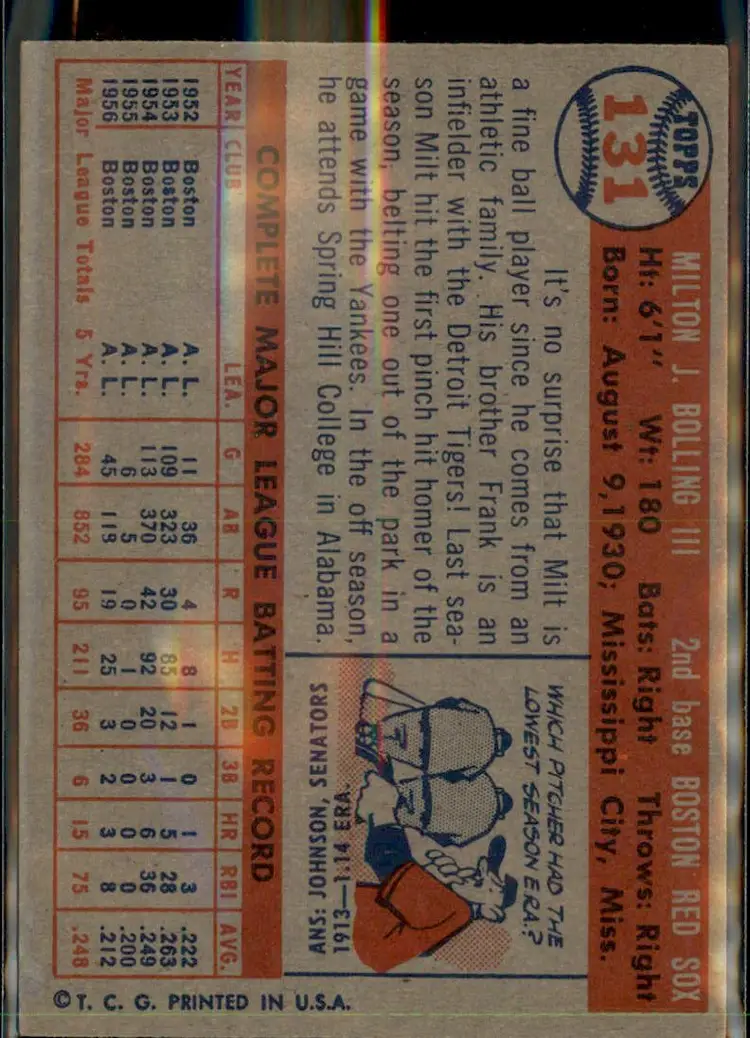 TOPPS
131
MILTON J. BOLLING III 2nd base BOSTON RED SOX
Ht: 6'1" Wt: 180 Bats: Right Throws: Right
Born: August 9, 1930; Mississippi City, Miss.
It's no surprise that Milt is
a fine ball player since he comes from an
athletic family. His brother Frank is an
infielder with the Detroit Tigers! Last sea-
son Milt hit the first pinch hit homer of the
season, belting one out of the park in a
game with the Yankees. In the off season,
he attends Spring Hill College in Alabama.
WHICH PITCHER HAD THE
LOWEST SEASON ERA.?
ANS: JOHNSON, SENATORS
1913—1.14 ERA.
COMPLETE MAJOR LEAGUE BATTING RECORD
YEAR CLUB LEA. G AB R H 2B 3B HR RBI AVG.
1952 Boston A. L. 11 36 4 8 1 0 1 3 .222
1953 Boston A. L. 109 323 30 85 12 1 5 28 .263
1954 Boston A. L. 113 370 42 92 20 3 6 36 .249
1955 Boston A. L. 6 5 0 1 0 0 0 0 .200
1956 Boston A. L. 45 118 19 25 3 2 3 8 .212
Major League Totals 5 Yrs. 284 852 95 211 36 6 15 75 .248
© T. C. G. PRINTED IN U.S.A.